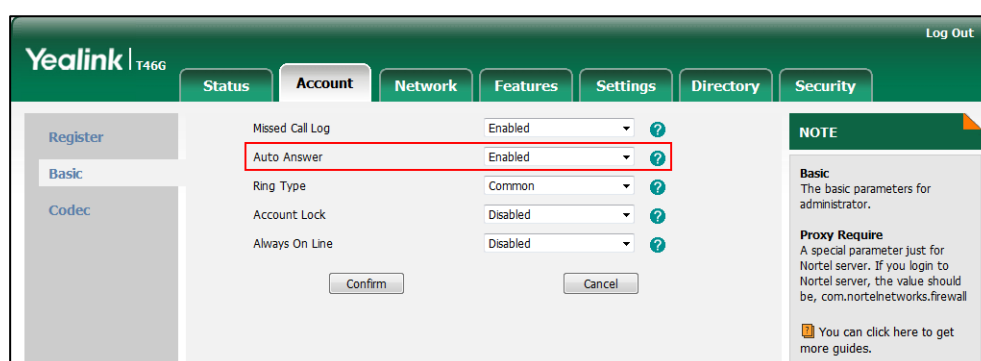 Log Out
Yealink T46G
Status Account Network Features Settings Directory Security
Register
Basic
Codec
Missed Call Log Enabled ?
Auto Answer Enabled ?
Ring Type Common ?
Account Lock Disabled ?
Always On Line Disabled ?
Confirm Cancel
NOTE
Basic
The basic parameters for
administrator.
Proxy Require
A special parameter just for
Nortel server. If you login to
Nortel server, the value should
be, com.nortelnetworks.firewall
? You can click here to get
more guides.